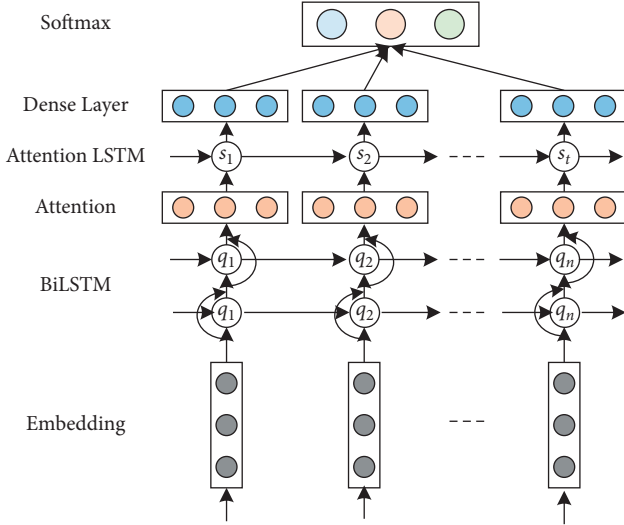 Softmax
Dense Layer
Attention LSTM
s1 s2 st
Attention
q1 q2 qn
BiLSTM
q1 q2 qn
Embedding